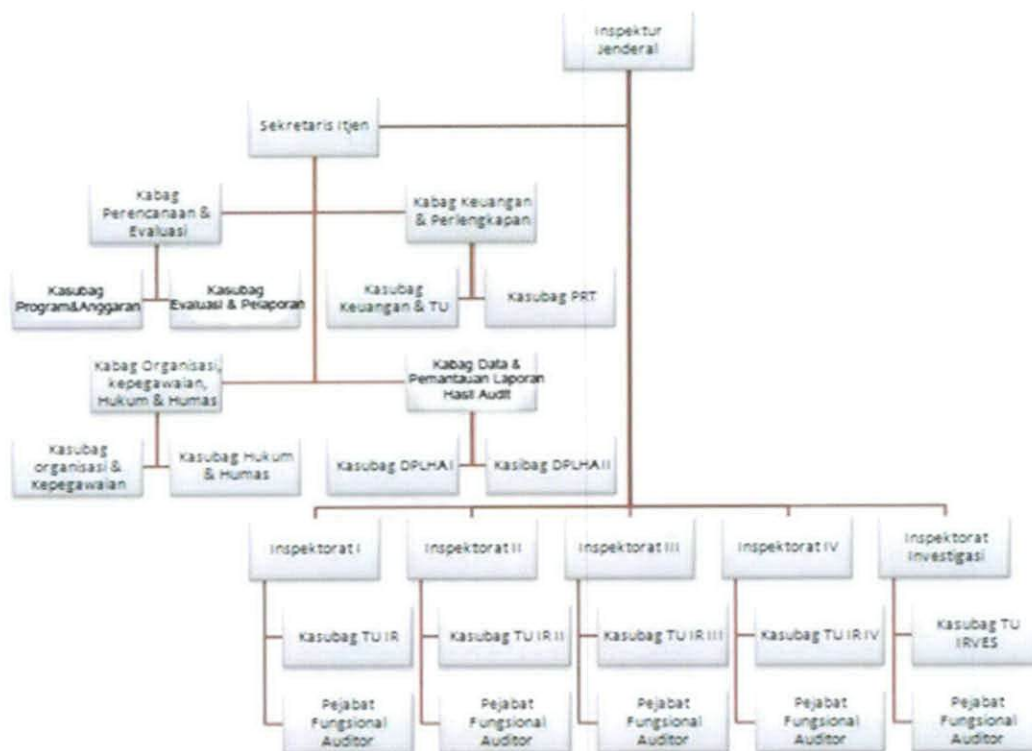 Inspektur
Jenderal
Sekretaris Itjen
Kabag
Perencanaan &
Evaluasi
Kabag Keuangan
& Perlengkapan
Kasubag
Program&Anggaran
Kasubag
Evaluasi & Pelaporan
Kasubag
Keuangan & TU
Kasubag PRT
Kabag Organisasi,
kepegawaian,
Hukum & Humas
Kabag Data &
Pemantauan Laporan
Hasil Audit
Kasubag
organisasi &
Kepegawaian
Kasubag Hukum
& Humas
Kasubag DPLHA I
Kasibag DPLHA II
Inspektorat I
Inspektorat II
Inspektorat III
Inspektorat IV
Inspektorat
Investigasi
Kasubag TU IR
Kasubag TU IR II
Kasubag TU IR III
Kasubag TU IR IV
Kasubag TU
IRVES
Pejabat
Fungsional
Auditor
Pejabat
Fungsional
Auditor
Pejabat
Fungsional
Auditor
Pejabat
Fungsional
Auditor
Pejabat
Fungsional
Auditor